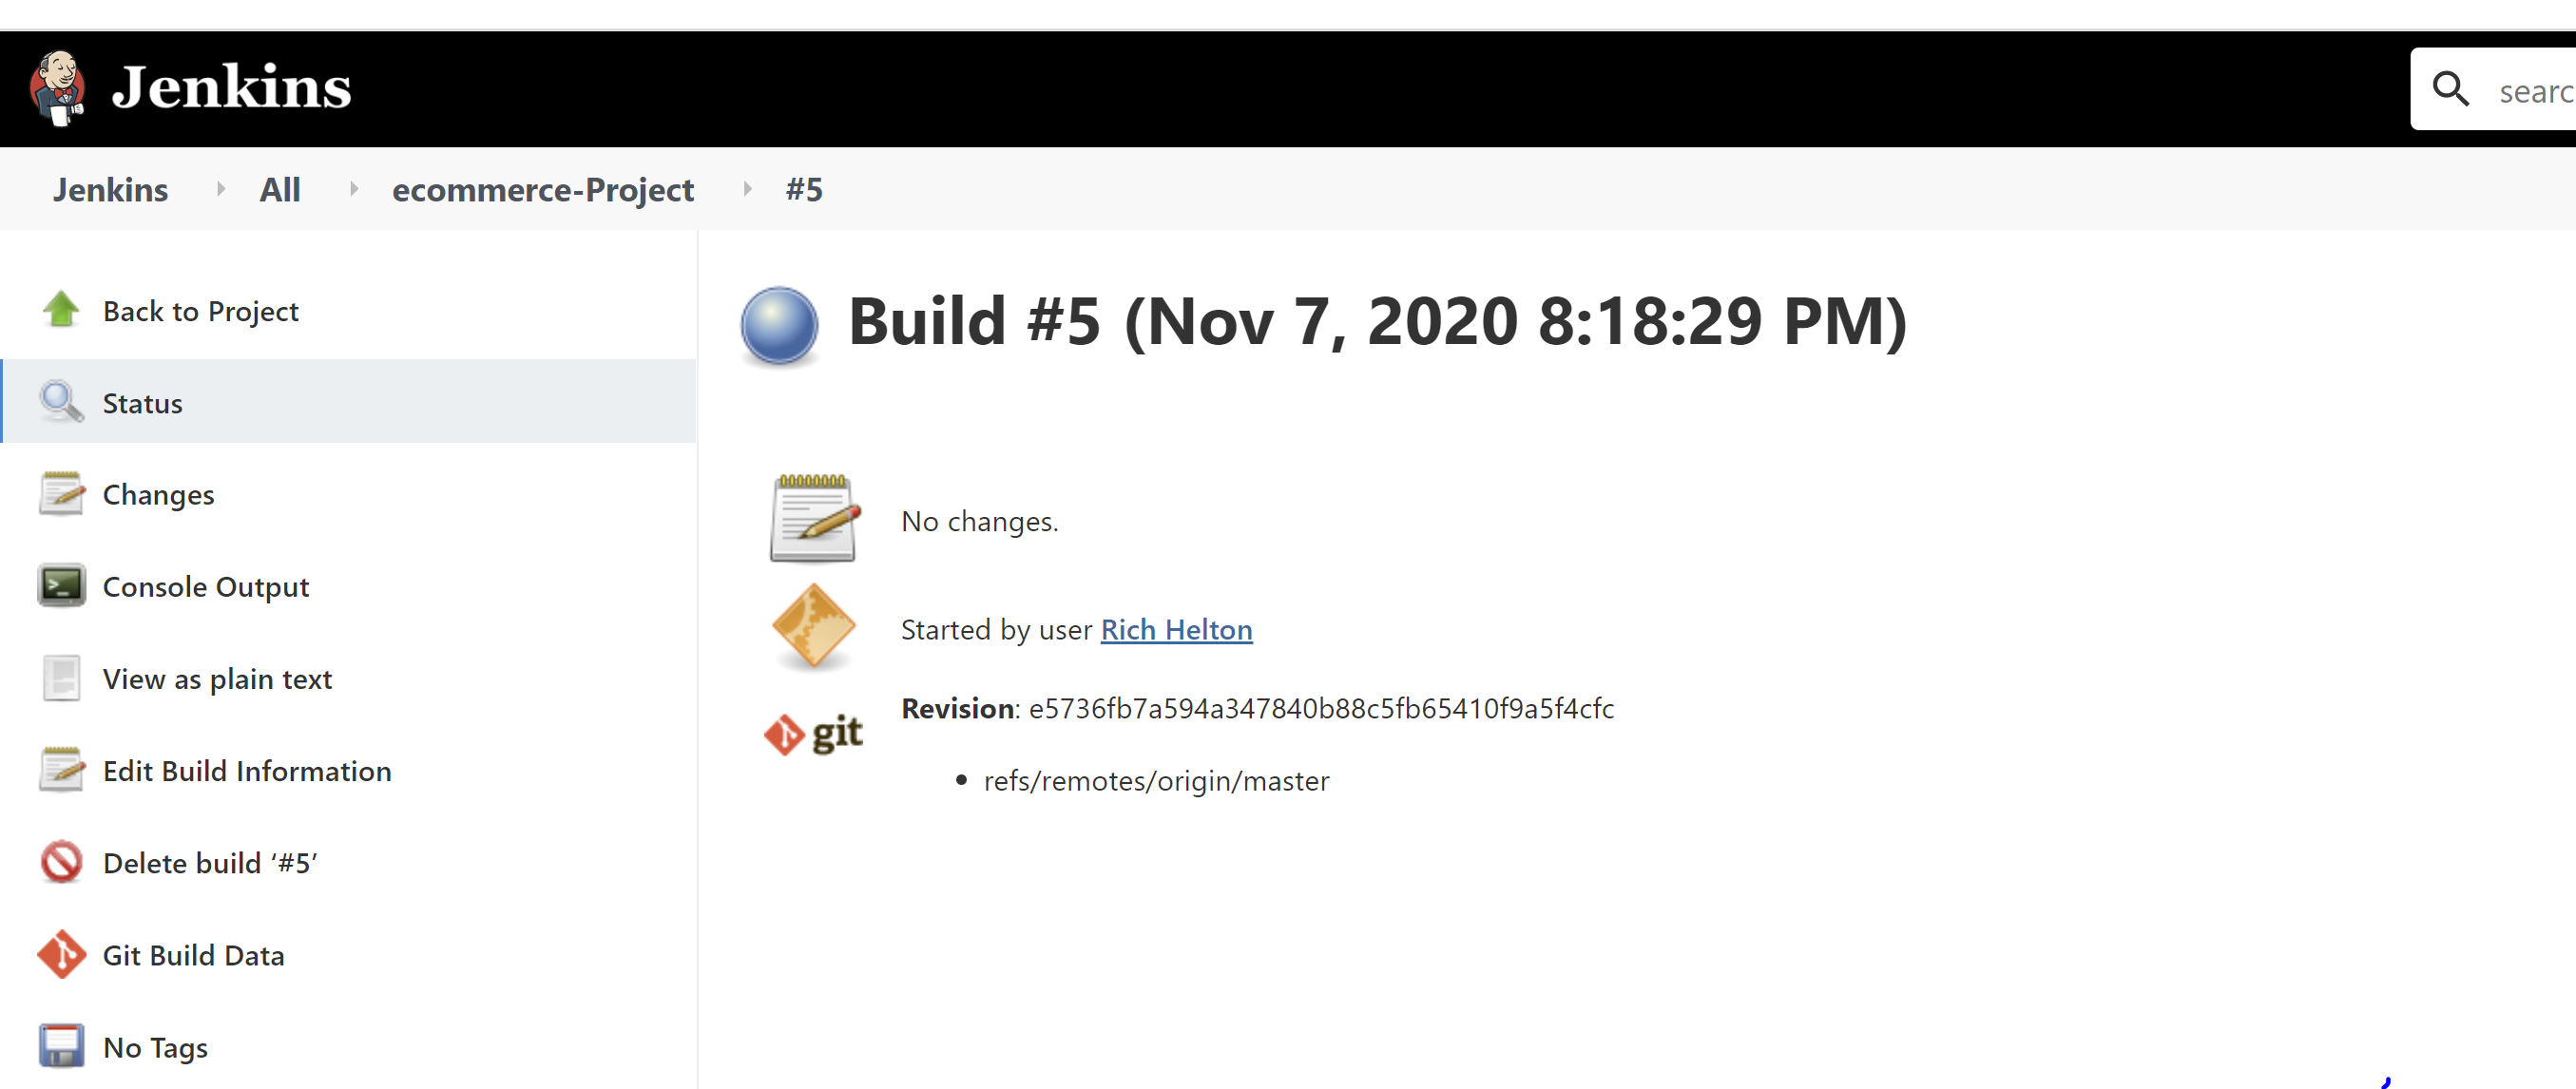 Jenkins
searc
Jenkins All ecommerce-Project #5
Back to Project
Status
Changes
Console Output
View as plain text
Edit Build Information
Delete build ‘#5’
Git Build Data
No Tags
Build #5 (Nov 7, 2020 8:18:29 PM)
No changes.
Started by user Rich Helton
git
Revision: e5736fb7a594a347840b88c5fb65410f9a5f4cfc
• refs/remotes/origin/master